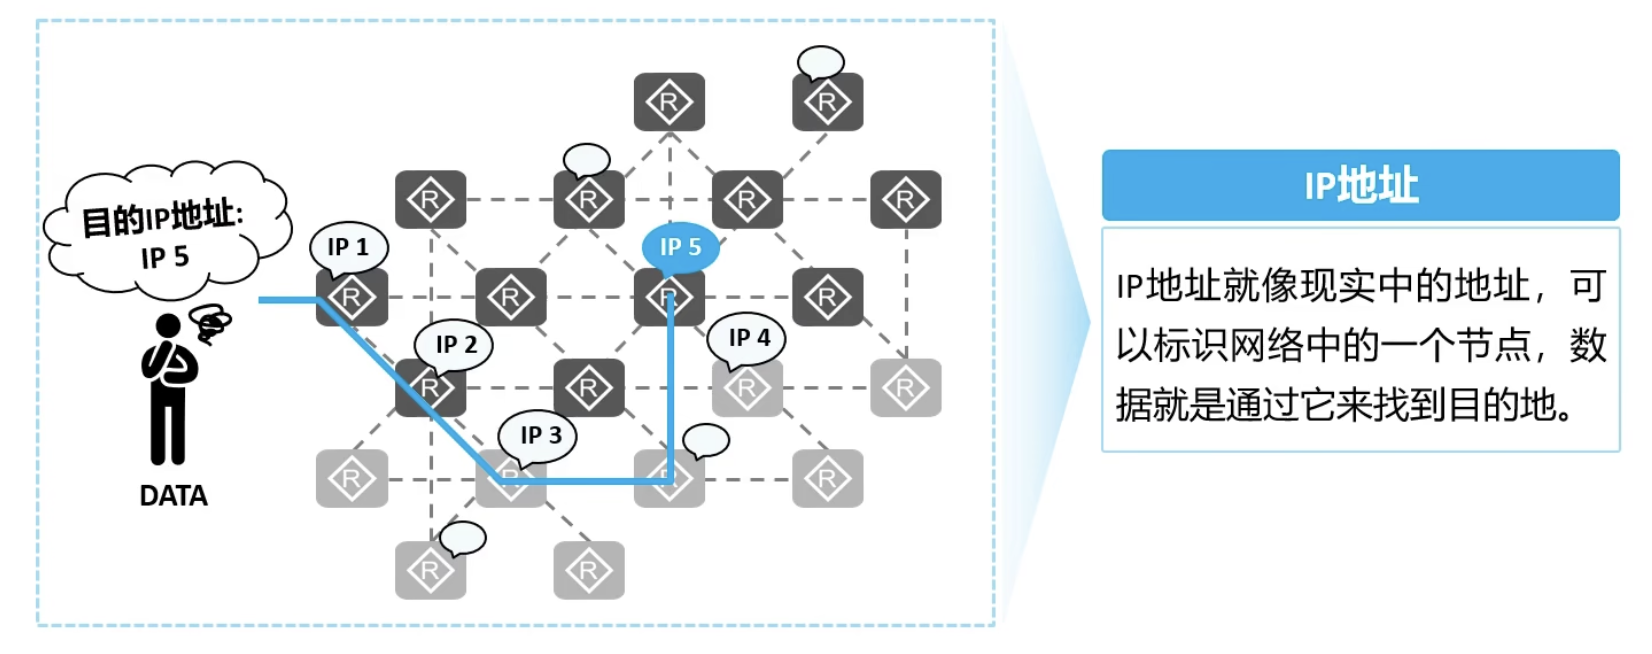 R
R
R
R
R
R
目的IP地址:
IP 5
IP 1
IP 5
R
R
R
R
IP 2
IP 4
R
R
R
R
IP 3
R
R
R
R
DATA
R
R
IP地址
IP地址就像现实中的地址，可
以标识网络中的一个节点，数
据就是通过它来找到目的地。